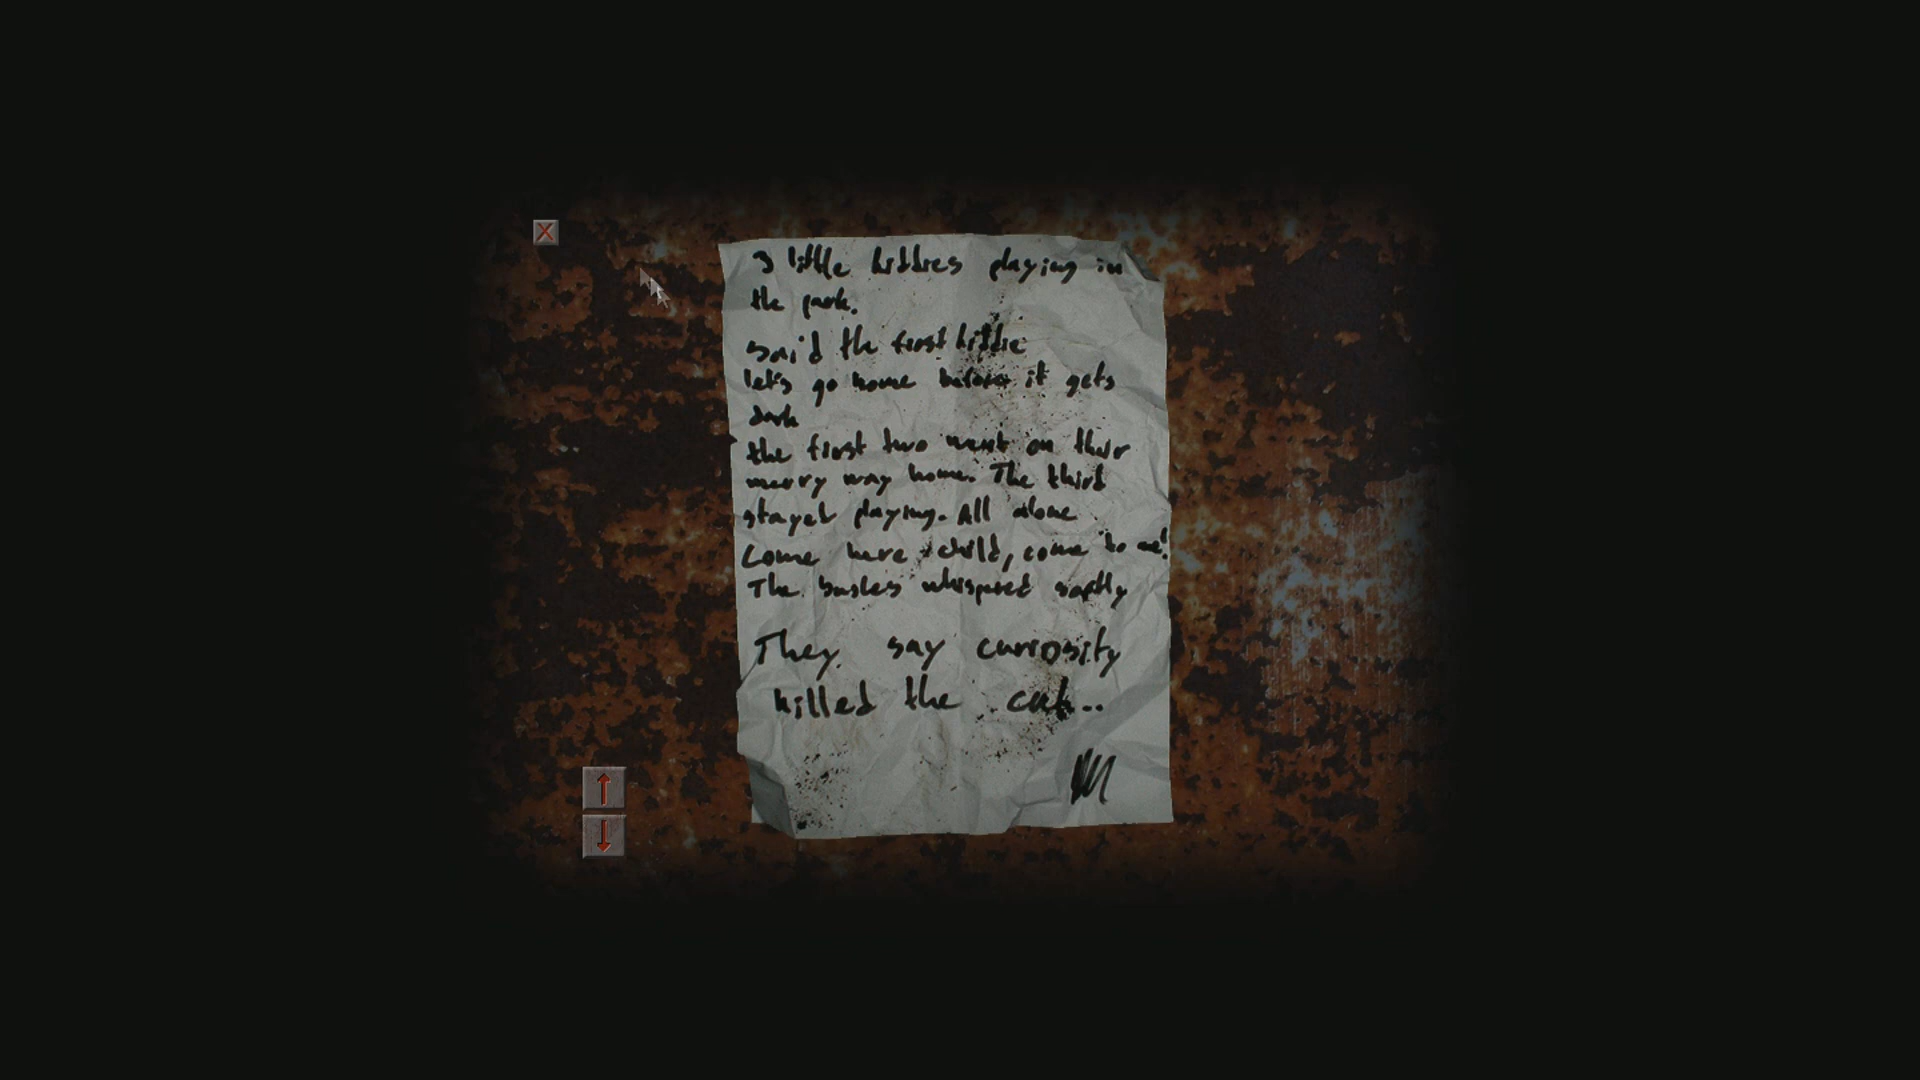 3 little kiddies playing in
the park.
said the first kiddie
let's go home before it gets
dark
the first two went on their
merry way home. The third
stayed playing. All alone
Come here child, come to me!
The bushes whispered softly
They say curiosity
killed the cat..